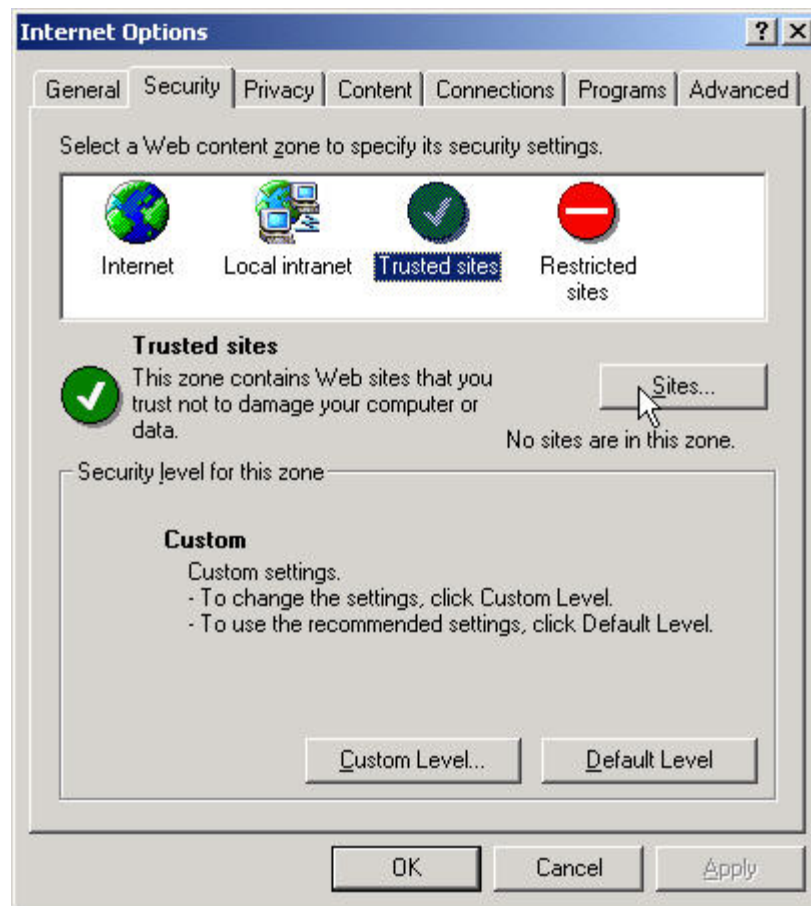 Internet Options
General Security Privacy Content Connections Programs Advanced
Select a Web content zone to specify its security settings.
Internet Local intranet Trusted sites Restricted
sites
Trusted sites
This zone contains Web sites that you
trust not to damage your computer or
data.
Sites...
No sites are in this zone.
Security level for this zone
Custom
Custom settings.
- To change the settings, click Custom Level.
- To use the recommended settings, click Default Level.
Custom Level... Default Level
OK Cancel Apply